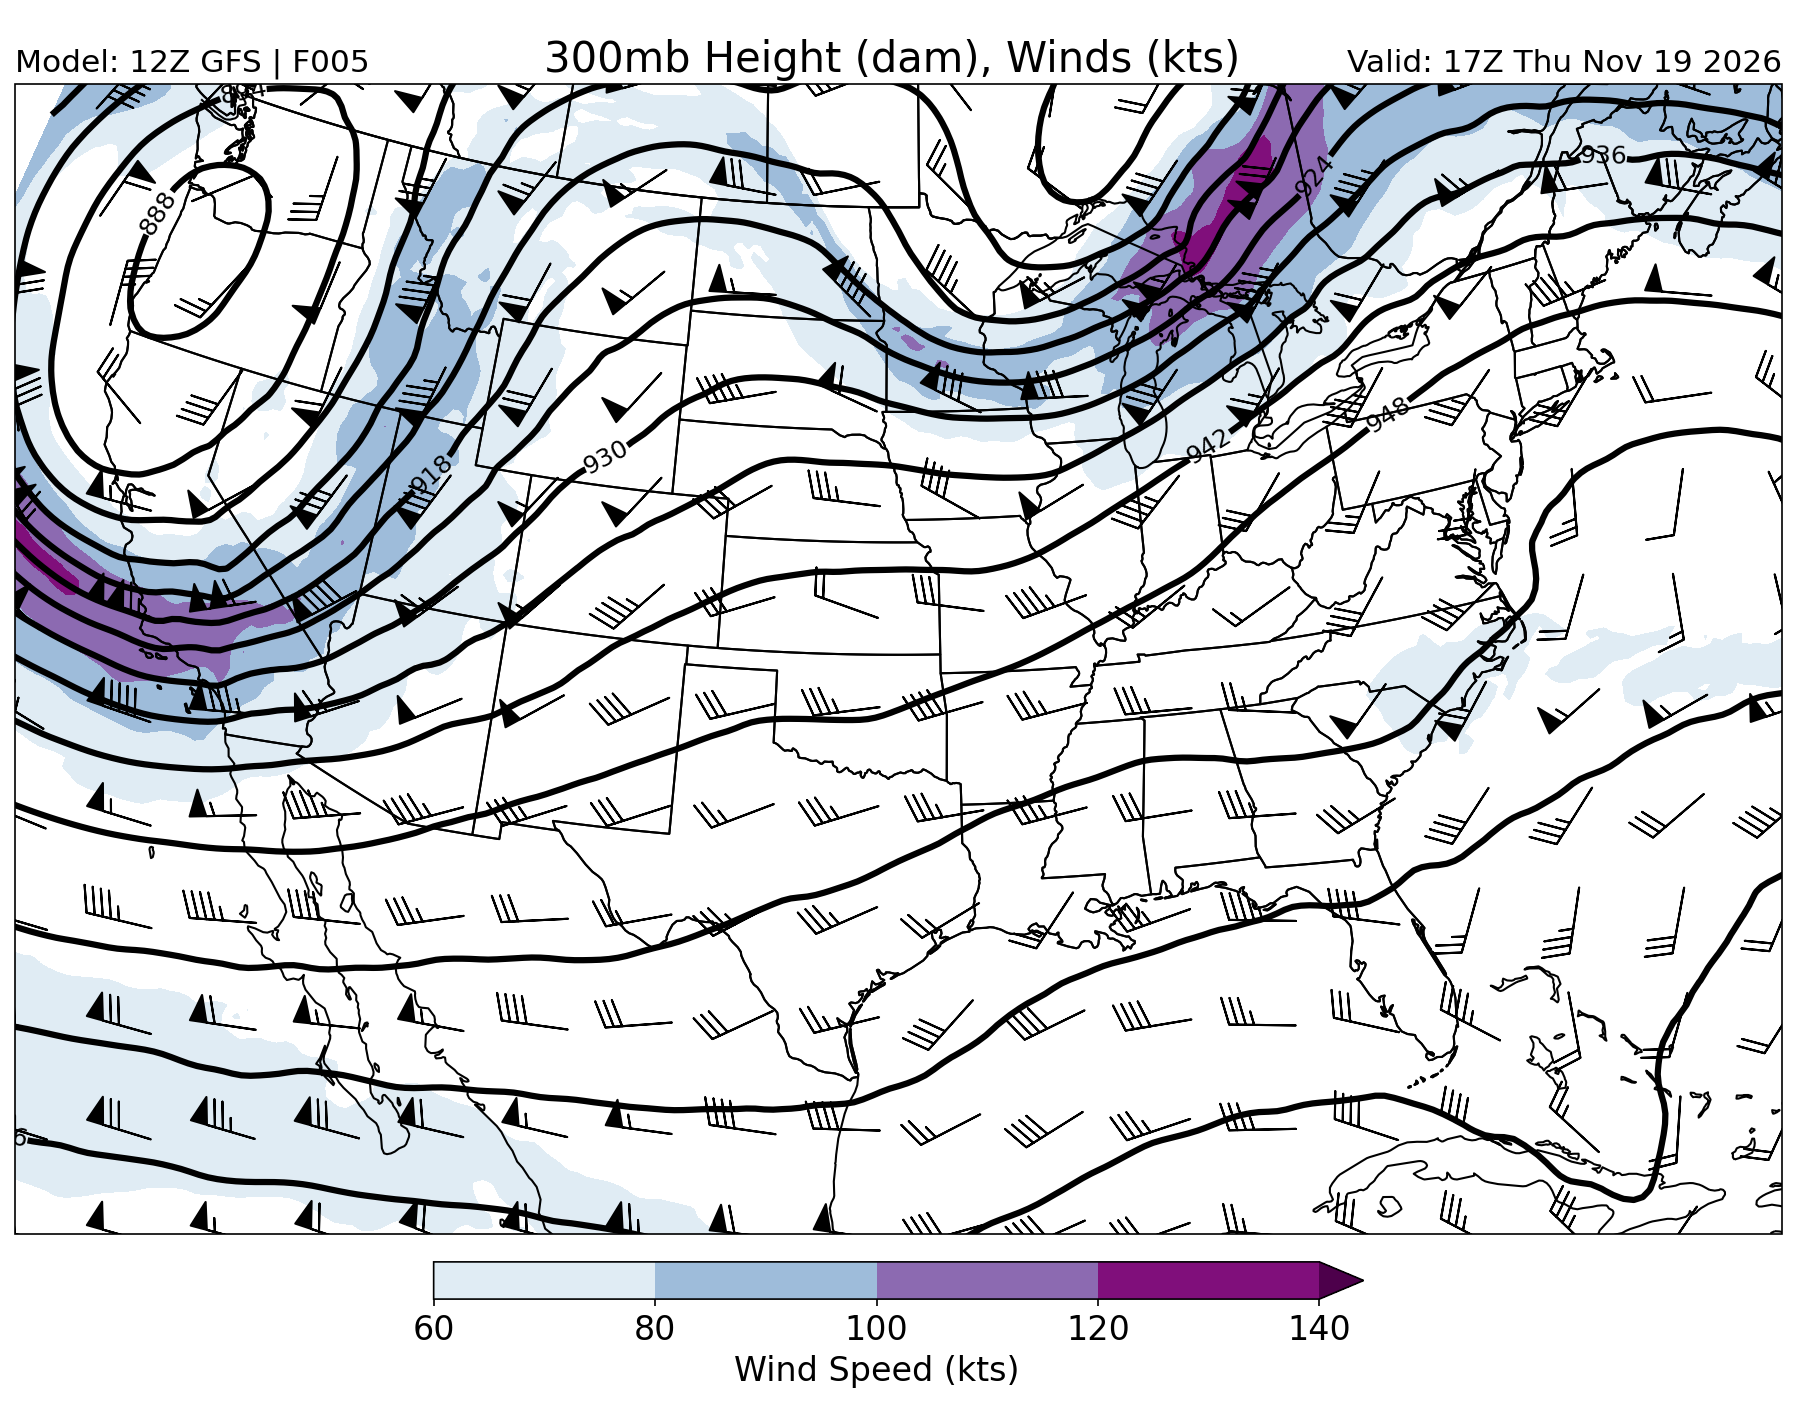 Model: 12Z GFS | F005
300mb Height (dam), Winds (kts)
Valid: 17Z Thu Nov 19 2026
936
924
888
948
942
930
918
60 80 100 120 140
Wind Speed (kts)